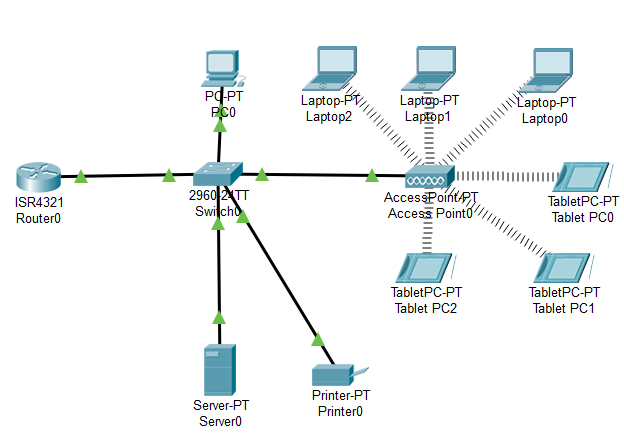 PC-PT
PC0
Laptop-PT
Laptop2
Laptop-PT
Laptop1
Laptop-PT
Laptop0
ISR4321
Router0
2960-24TT
Switch0
AccessPoint-PT
Access Point0
TabletPC-PT
Tablet PC0
TabletPC-PT
Tablet PC2
TabletPC-PT
Tablet PC1
Server-PT
Server0
Printer-PT
Printer0